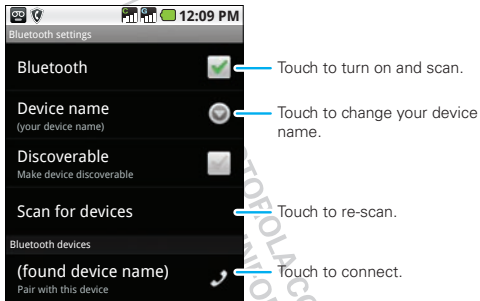 12:09 PM
Bluetooth settings
Bluetooth
Touch to turn on and scan.
Device name
(your device name)
Touch to change your device
name.
Discoverable
Make device discoverable
Scan for devices
Touch to re-scan.
Bluetooth devices
(found device name)
Pair with this device
Touch to connect.